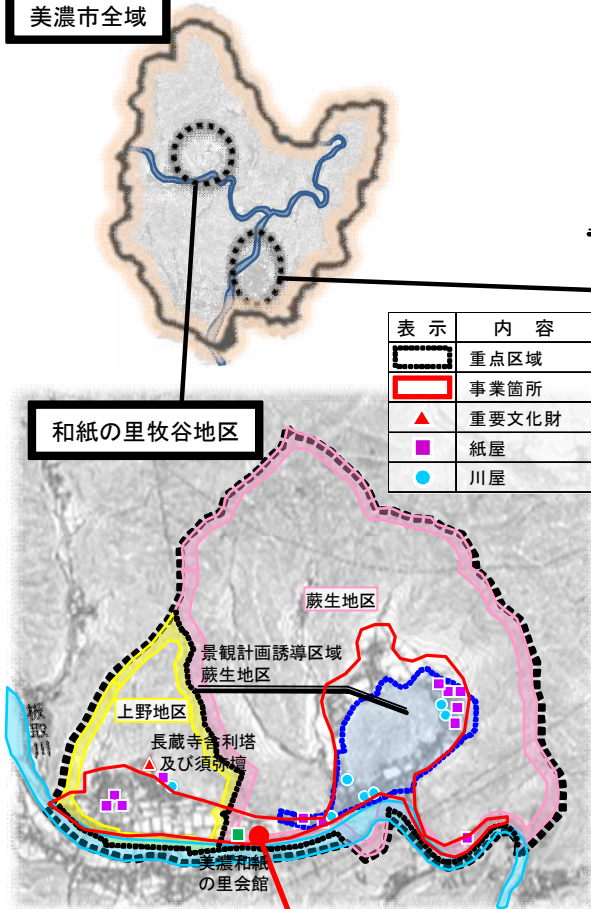 美濃市全域
表 示 内 容
重点区域
事業箇所
重要文化財
紙屋
川屋
和紙の里牧谷地区
蕨生地区
景観計画誘導区域
蕨生地区
上野地区
長蔵寺舎利塔
及び須弥壇
板取川
美濃和紙
の里会館